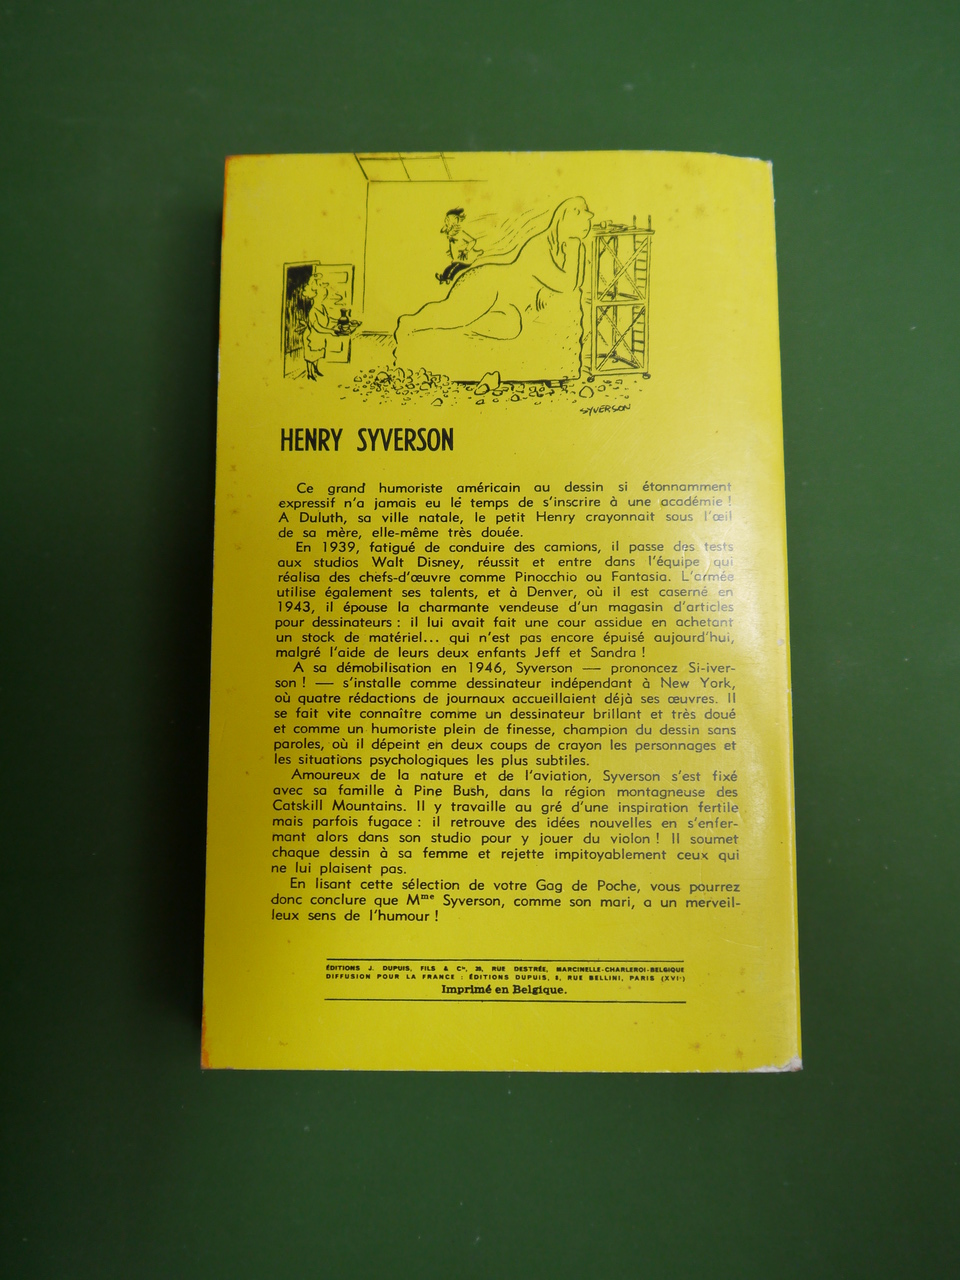 SYVERSON
HENRY SYVERSON
Ce grand humoriste américain au dessin si étonnamment
expressif n'a jamais eu le temps de s'inscrire à une académie !
A Duluth, sa ville natale, le petit Henry crayonnait sous l'œil
de sa mère, elle-même très douée.
En 1939, fatigué de conduire des camions, il passe des tests
aux studios Walt Disney, réussit et entre dans l'équipe qui
réalisa des chefs-d'œuvre comme Pinocchio ou Fantasia. L'armée
utilise également ses talents, et à Denver, où il est caserné en
1943, il épouse la charmante vendeuse d'un magasin d'articles
pour dessinateurs : il lui avait fait une cour assidue en achetant
un stock de matériel... qui n'est pas encore épuisé aujourd'hui,
malgré l'aide de leurs deux enfants Jeff et Sandra !
A sa démobilisation en 1946, Syverson — prononcez Si-iver-
son ! — s'installe comme dessinateur indépendant à New York,
où quatre rédactions de journaux accueillaient déjà ses œuvres. Il
se fait vite connaître comme un dessinateur brillant et très doué
et comme un humoriste plein de finesse, champion du dessin sans
paroles, où il dépeint en deux coups de crayon les personnages et
les situations psychologiques les plus subtiles.
Amoureux de la nature et de l'aviation, Syverson s'est fixé
avec sa famille à Pine Bush, dans la région montagneuse des
Catskill Mountains. Il y travaille au gré d'une inspiration fertile
mais parfois fugace : il retrouve des idées nouvelles en s'enfer-
mant alors dans son studio pour y jouer du violon ! Il soumet
chaque dessin à sa femme et rejette impitoyablement ceux qui
ne lui plaisent pas.
En lisant cette sélection de votre Gag de Poche, vous pourrez
donc conclure que Mme Syverson, comme son mari, a un merveil-
leux sens de l'humour !
ÉDITIONS J. DUPUIS, FILS & Cie, RUE DESTRÉE, MARCINELLE-CHARLEROI-BELGIQUE
DIFFUSION POUR LA FRANCE : ÉDITIONS DUPUIS, RUE BELLINI, PARIS (XVIe)
Imprimé en Belgique.